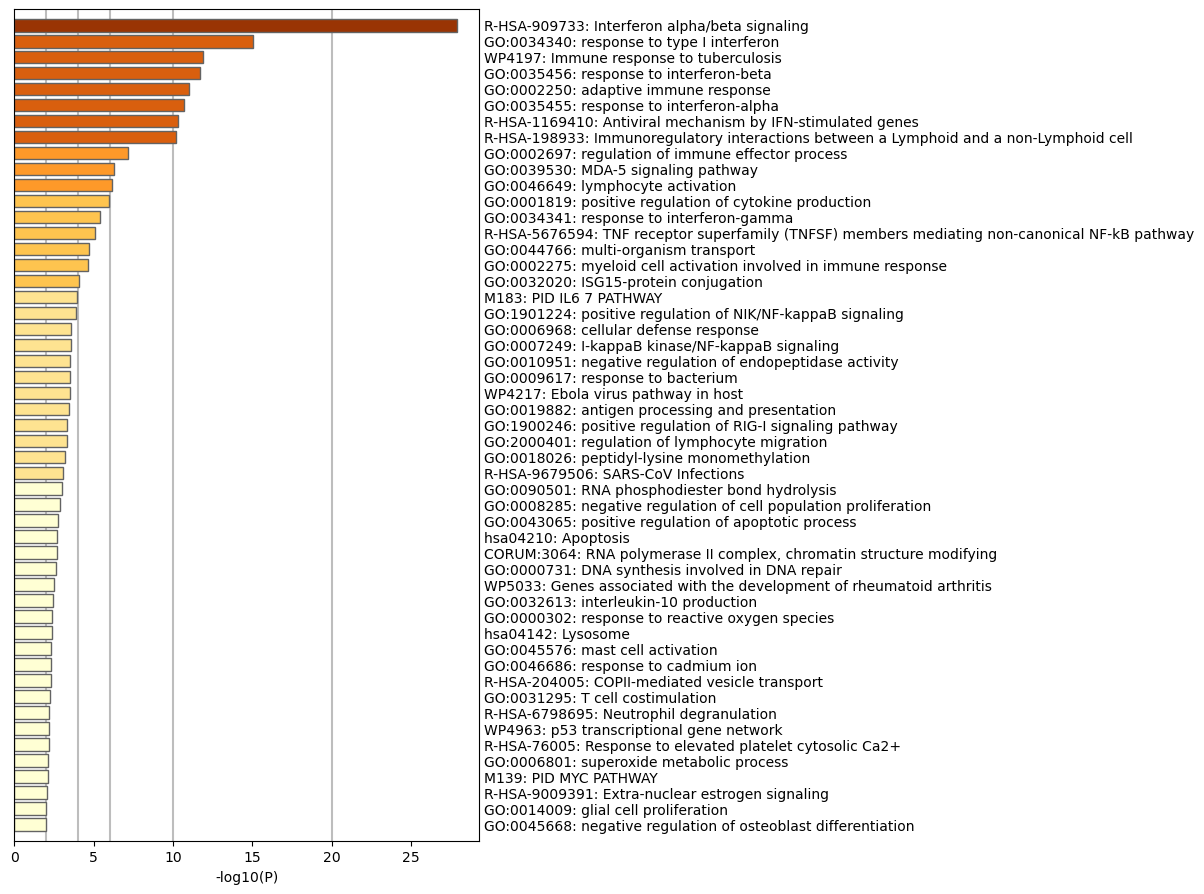 R-HSA-909733: Interferon alpha/beta signaling
GO:0034340: response to type I interferon
WP4197: Immune response to tuberculosis
GO:0035456: response to interferon-beta
GO:0002250: adaptive immune response
GO:0035455: response to interferon-alpha
R-HSA-1169410: Antiviral mechanism by IFN-stimulated genes
R-HSA-198933: Immunoregulatory interactions between a Lymphoid and a non-Lymphoid cell
GO:0002697: regulation of immune effector process
GO:0039530: MDA-5 signaling pathway
GO:0046649: lymphocyte activation
GO:0001819: positive regulation of cytokine production
GO:0034341: response to interferon-gamma
R-HSA-5676594: TNF receptor superfamily (TNFSF) members mediating non-canonical NF-kB pathway
GO:0044766: multi-organism transport
GO:0002275: myeloid cell activation involved in immune response
GO:0032020: ISG15-protein conjugation
M183: PID IL6 7 PATHWAY
GO:1901224: positive regulation of NIK/NF-kappaB signaling
GO:0006968: cellular defense response
GO:0007249: I-kappaB kinase/NF-kappaB signaling
GO:0010951: negative regulation of endopeptidase activity
GO:0009617: response to bacterium
WP4217: Ebola virus pathway in host
GO:0019882: antigen processing and presentation
GO:1900246: positive regulation of RIG-I signaling pathway
GO:2000401: regulation of lymphocyte migration
GO:0018026: peptidyl-lysine monomethylation
R-HSA-9679506: SARS-CoV Infections
GO:0090501: RNA phosphodiester bond hydrolysis
GO:0008285: negative regulation of cell population proliferation
GO:0043065: positive regulation of apoptotic process
hsa04210: Apoptosis
CORUM:3064: RNA polymerase II complex, chromatin structure modifying
GO:0000731: DNA synthesis involved in DNA repair
WP5033: Genes associated with the development of rheumatoid arthritis
GO:0032613: interleukin-10 production
GO:0000302: response to reactive oxygen species
hsa04142: Lysosome
GO:0045576: mast cell activation
GO:0046686: response to cadmium ion
R-HSA-204005: COPII-mediated vesicle transport
GO:0031295: T cell costimulation
R-HSA-6798695: Neutrophil degranulation
WP4963: p53 transcriptional gene network
R-HSA-76005: Response to elevated platelet cytosolic Ca2+
GO:0006801: superoxide metabolic process
M139: PID MYC PATHWAY
R-HSA-9009391: Extra-nuclear estrogen signaling
GO:0014009: glial cell proliferation
GO:0045668: negative regulation of osteoblast differentiation
0 5 10 15 20 25
-log10(P)